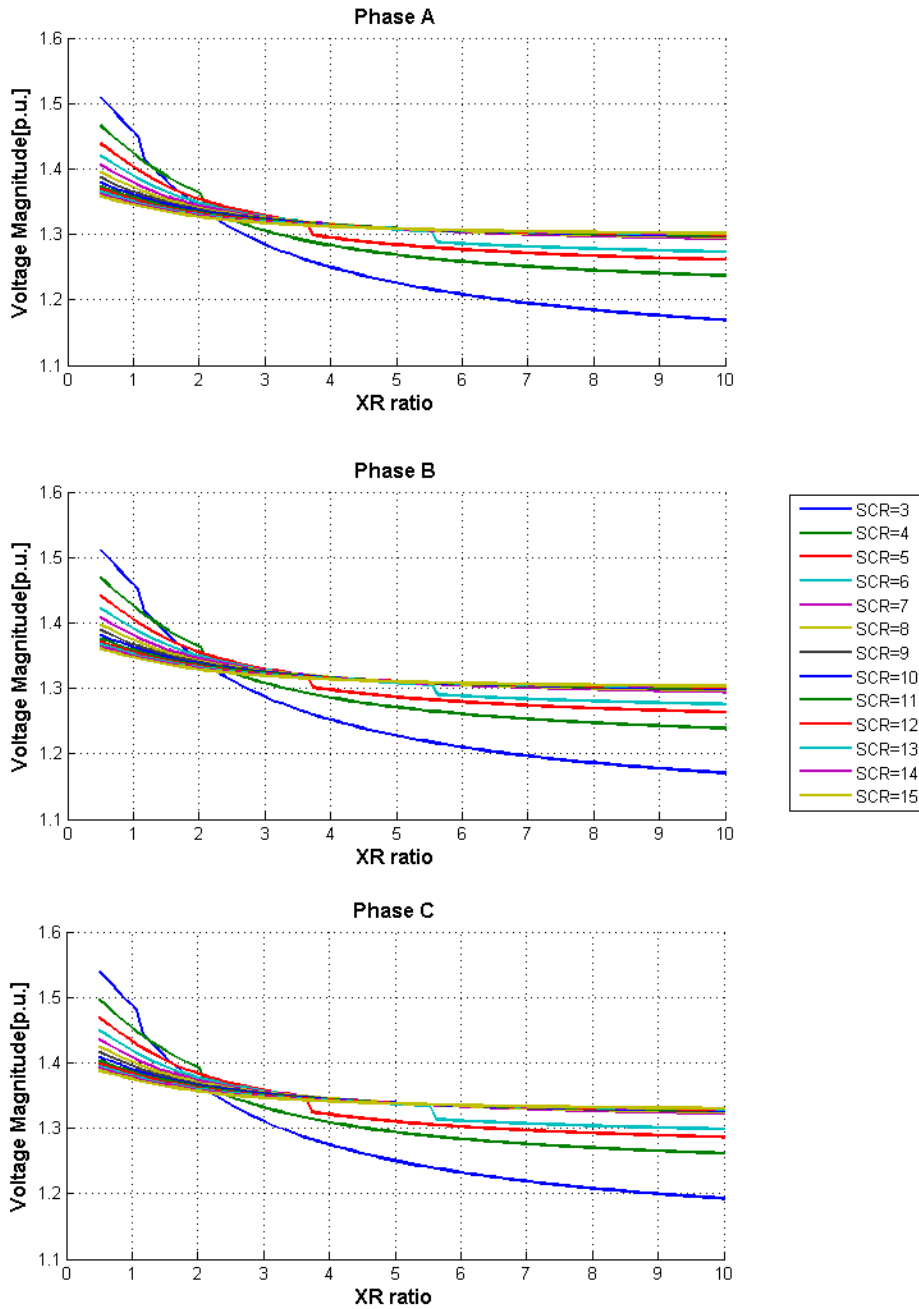 Phase A
Voltage Magnitude[p.u.]
1.6
1.5
1.4
1.3
1.2
1.1
0 1 2 3 4 5 6 7 8 9 10
XR ratio
Phase B
Voltage Magnitude[p.u.]
1.6
1.5
1.4
1.3
1.2
1.1
0 1 2 3 4 5 6 7 8 9 10
XR ratio
SCR=3
SCR=4
SCR=5
SCR=6
SCR=7
SCR=8
SCR=9
SCR=10
SCR=11
SCR=12
SCR=13
SCR=14
SCR=15
Phase C
Voltage Magnitude[p.u.]
1.6
1.5
1.4
1.3
1.2
1.1
0 1 2 3 4 5 6 7 8 9 10
XR ratio